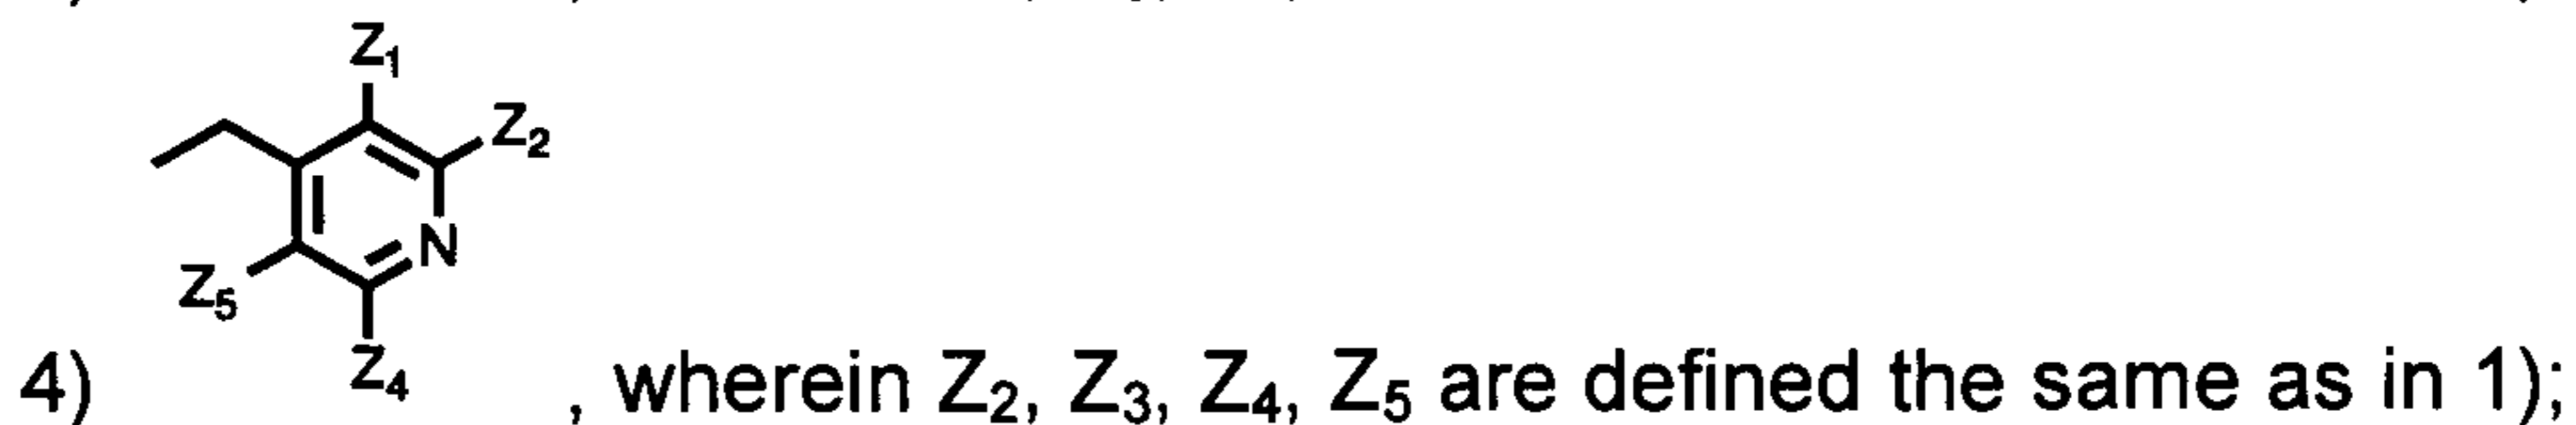 Z₁
Z₂
N
Z₅
Z₄
4) , wherein Z₂, Z₃, Z₄, Z₅ are defined the same as in 1);